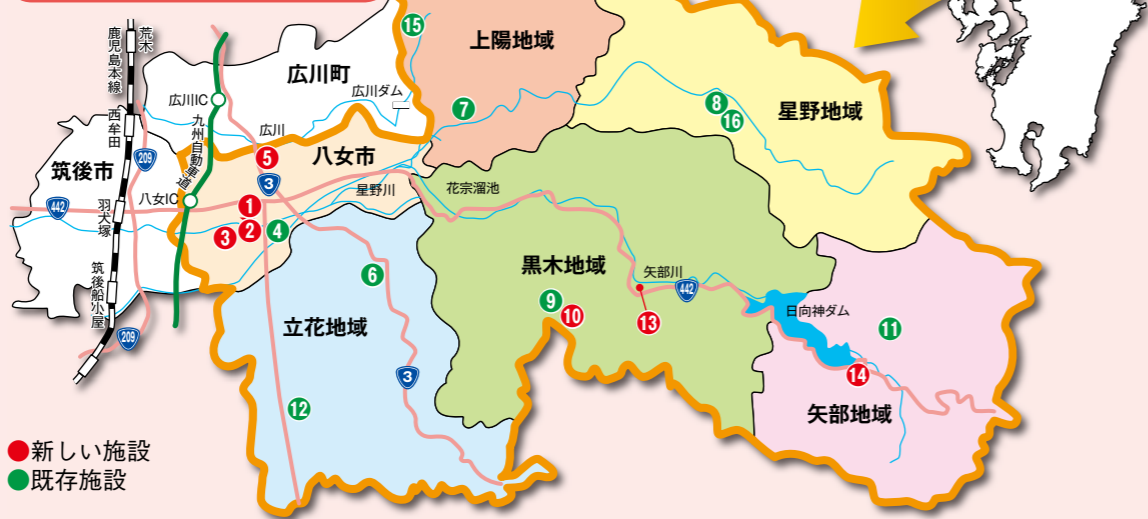 荒木
鹿児島本線
西牟田
広川町
広川IC
広川ダム
広川
九州自動車道
209
筑後市
八女IC
442
羽犬塚
筑後船小屋
209
八女市
星野川
花宗溜池
3
5
1
2
3
4
15
上陽地域
7
8
16
星野地域
黒木地域
矢部川
442
9
10
13
日向神ダム
11
14
矢部地域
6
立花地域
3
12
新しい施設
既存施設